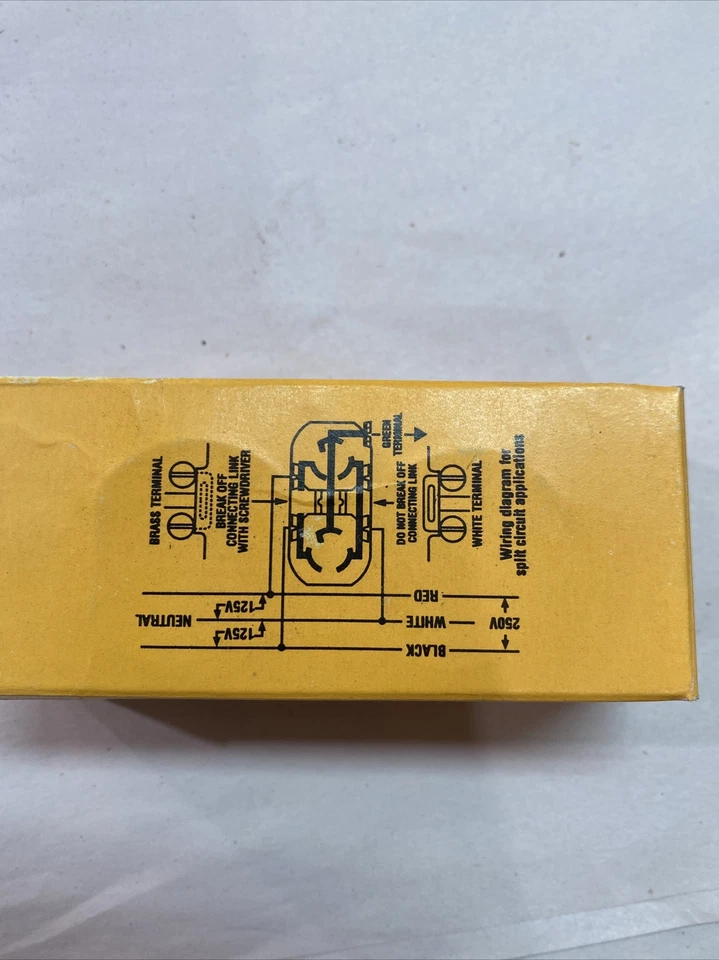 BRASS TERMINAL
BREAK OFF
CONNECTING LINK
WITH SCREWDRIVER
GREEN
TERMINAL
DO NOT BREAK OFF
CONNECTING LINK
WHITE TERMINAL
Wiring diagram for
split circuit applications
RED
125V
NEUTRAL
WHITE
250V
125V
BLACK